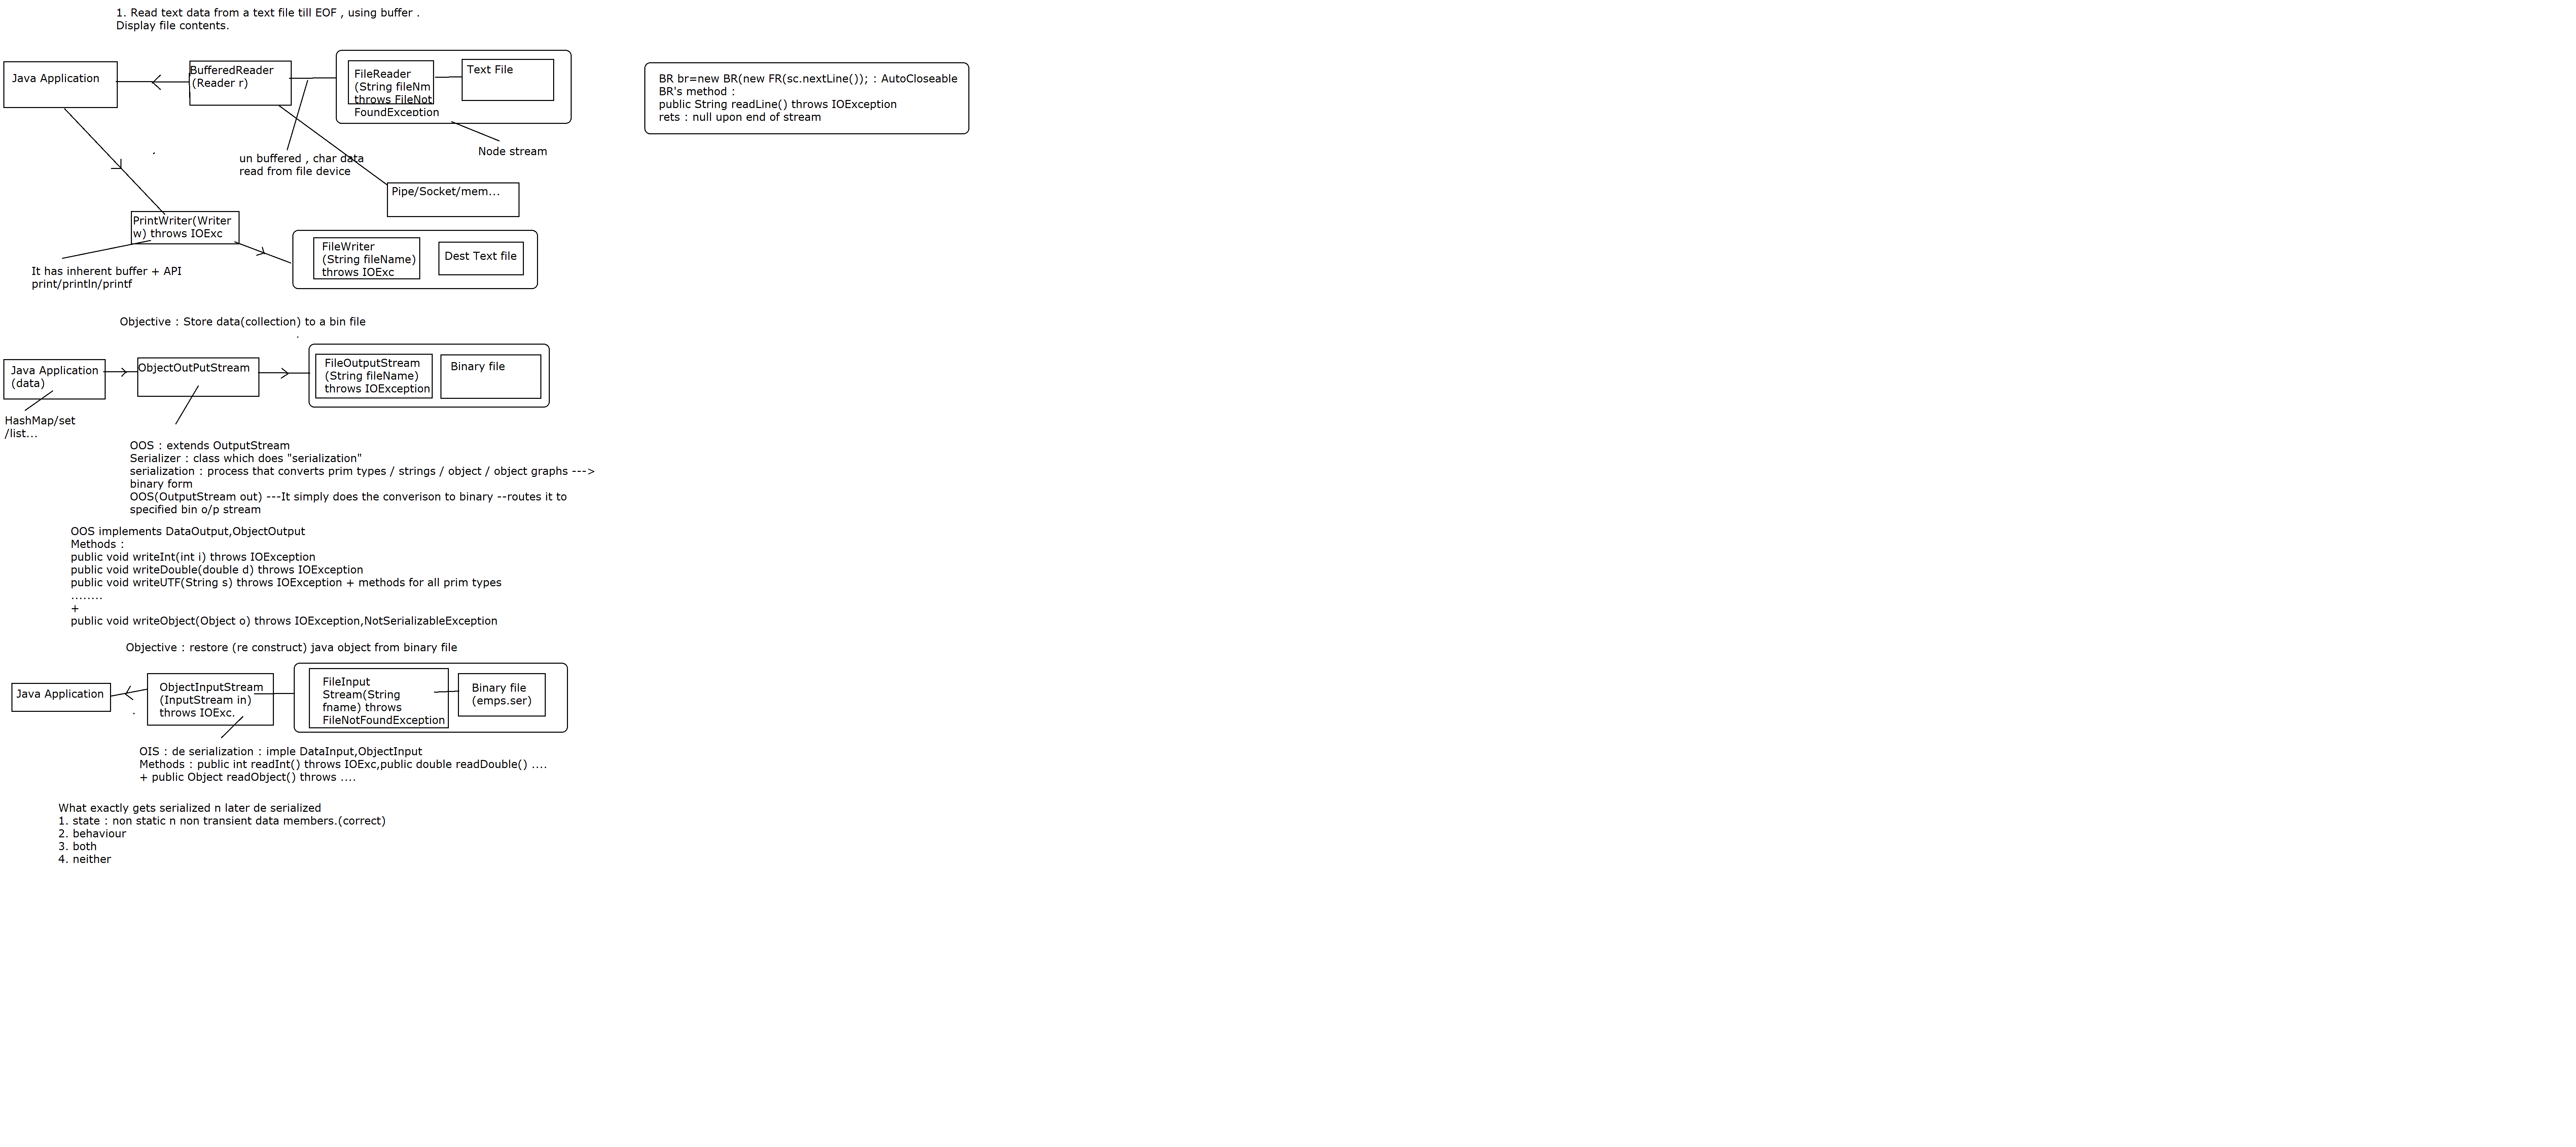 1. Read text data from a text file till EOF , using buffer .
Display file contents.
Java Application
BufferedReader
(Reader r)
FileReader
(String fileNm
throws FileNot
FoundException
Text File
BR br=new BR(new FR(sc.nextLine()); : AutoCloseable
BR's method :
public String readLine() throws IOException
rets : null upon end of stream
un buffered , char data
read from file device
Node stream
Pipe/Socket/mem...
PrintWriter(Writer
w) throws IOExc
It has inherent buffer + API
print/println/printf
FileWriter
(String fileName)
throws IOExc
Dest Text file
Objective : Store data(collection) to a bin file
Java Application
(data)
ObjectOutPutStream
FileOutputStream
(String fileName)
throws IOException
Binary file
HashMap/set
/list...
OOS : extends OutputStream
Serializer : class which does "serialization"
serialization : process that converts prim types / strings / object / object graphs --->
binary form
OOS(OutputStream out) ---It simply does the converison to binary --routes it to
specified bin o/p stream
OOS implements DataOutput,ObjectOutput
Methods :
public void writeInt(int i) throws IOException
public void writeDouble(double d) throws IOException
public void writeUTF(String s) throws IOException + methods for all prim types
........
+
public void writeObject(Object o) throws IOException,NotSerializableException
Objective : restore (re construct) java object from binary file
Java Application
ObjectInputStream
(InputStream in)
throws IOExc.
FileInput
Stream(String
fname) throws
FileNotFoundException
Binary file
(emps.ser)
OIS : de serialization : imple DataInput,ObjectInput
Methods : public int readInt() throws IOExc,public double readDouble() ....
+ public Object readObject() throws ....
What exactly gets serialized n later de serialized
1. state : non static n non transient data members.(correct)
2. behaviour
3. both
4. neither